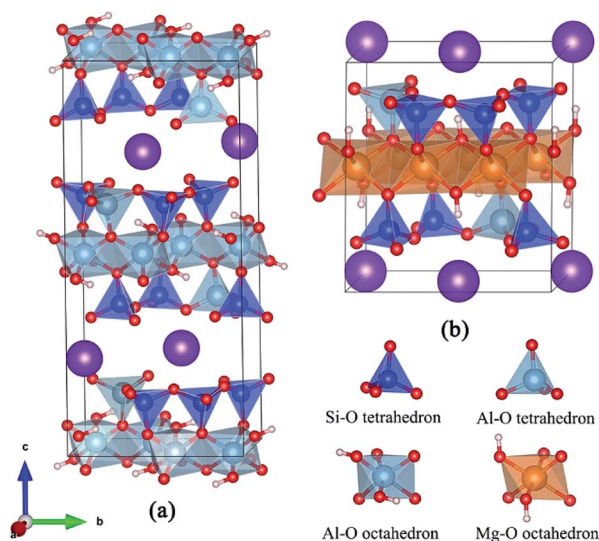 (b)
Si-O tetrahedron Al-O tetrahedron
c
b
a
(a)
Al-O octahedron Mg-O octahedron